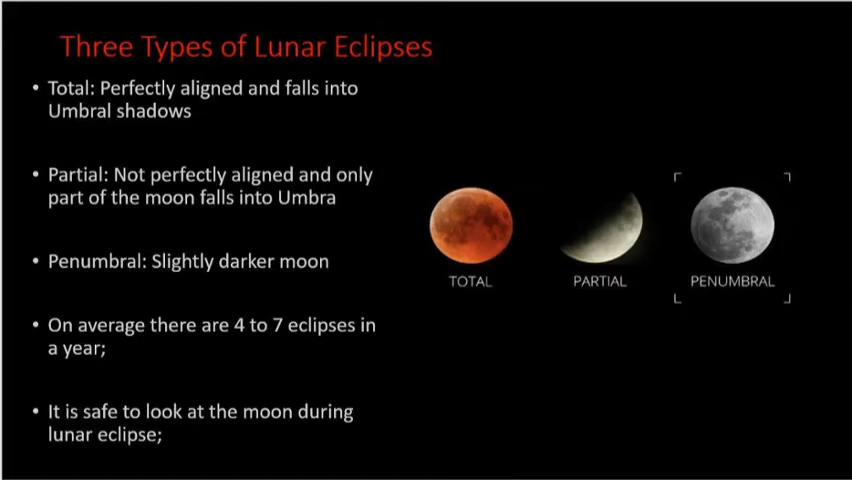 Three Types of Lunar Eclipses
• Total: Perfectly aligned and falls into
Umbral shadows
• Partial: Not perfectly aligned and only
part of the moon falls into Umbra
• Penumbral: Slightly darker moon
• On average there are 4 to 7 eclipses in
a year;
• It is safe to look at the moon during
lunar eclipse;
TOTAL
PARTIAL
PENUMBRAL